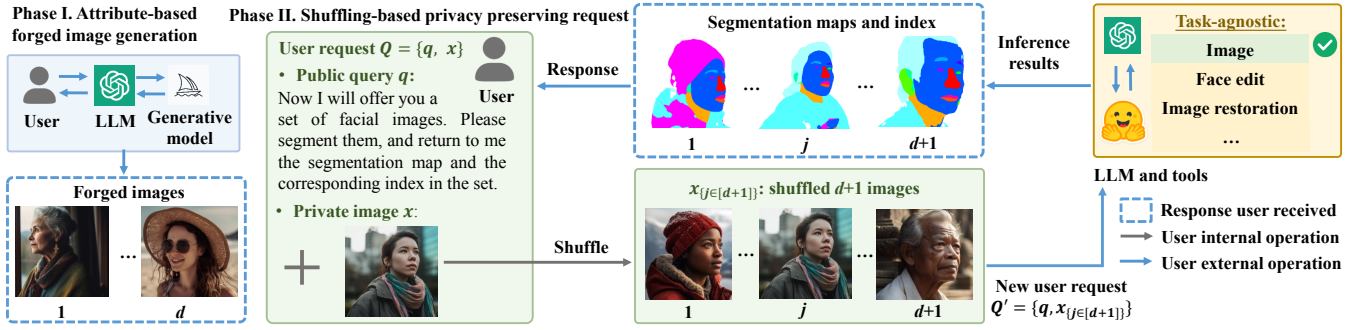 Phase I. Attribute-based
forged image generation
User
LLM
Generative
model
Forged images
...
1
d
Phase II. Shuffling-based privacy preserving request
User request Q = {q, x}
• Public query q:
User
Now I will offer you a
set of facial images. Please
segment them, and return to me
the segmentation map and the
corresponding index in the set.
• Private image x:
Shuffle
Response
Segmentation maps and index
... ...
1
j
d+1
x{j∈[d+1]}: shuffled d+1 images
... ...
1
j
d+1
Inference
results
Task-agnostic:
Image
Face edit
Image restoration
...
LLM and tools
New user request
Q′ = {q, x{j∈[d+1]}}
Response user received
User internal operation
User external operation